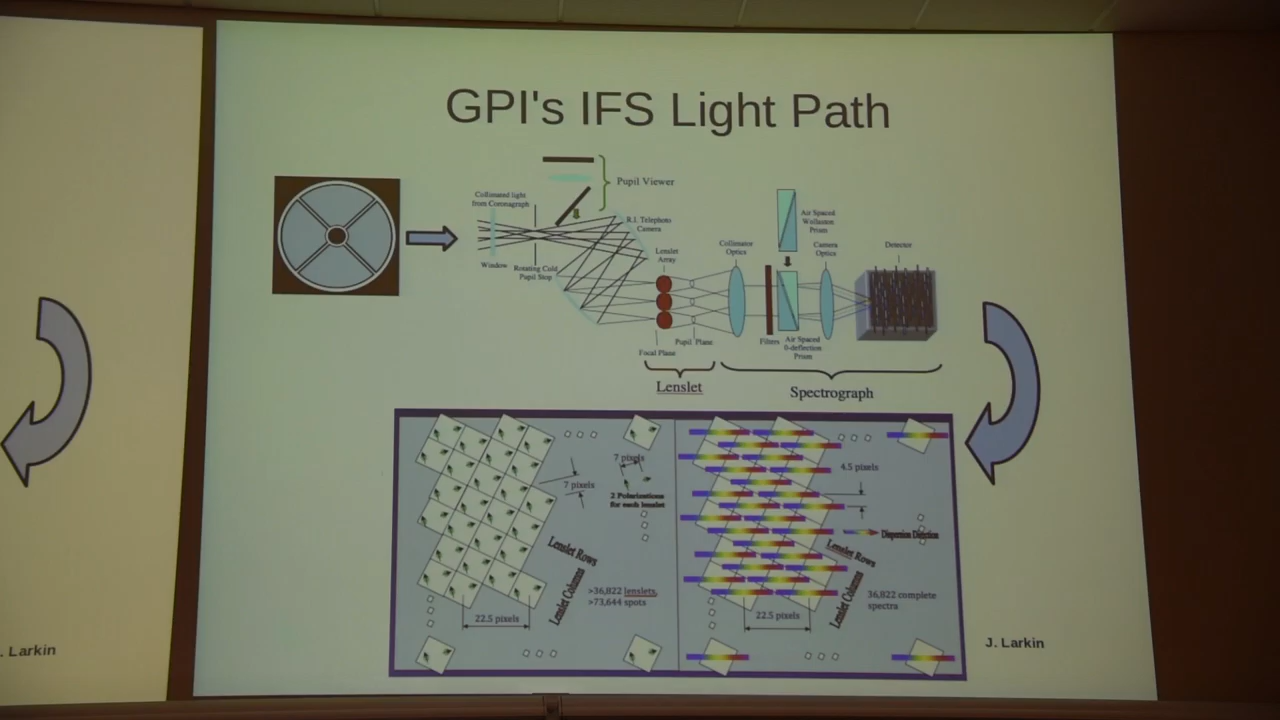 GPI's IFS Light Path
Pupil Viewer
Collimated light
from Coronagraph
R.I. Telephoto
Camera
Air Spaced
Wollaston
Prism
Window
Rotating Cold
Pupil Stop
Lenslet
Array
Collimator
Optics
Camera
Optics
Detector
Focal Plane
Pupil Plane
Filters
Air Spaced
0-deflection
Prism
Lenslet
Spectrograph
7 pixels
7 pixels
2 Polarizations
for each lenslet
Lenslet Rows
Lenslet Columns
>36,822 lenslets,
>73,644 spots
22.5 pixels
4.5 pixels
Dispersion Direction
Lenslet Rows
Lenslet Columns
36,822 complete
spectra
22.5 pixels
J. Larkin
. Larkin